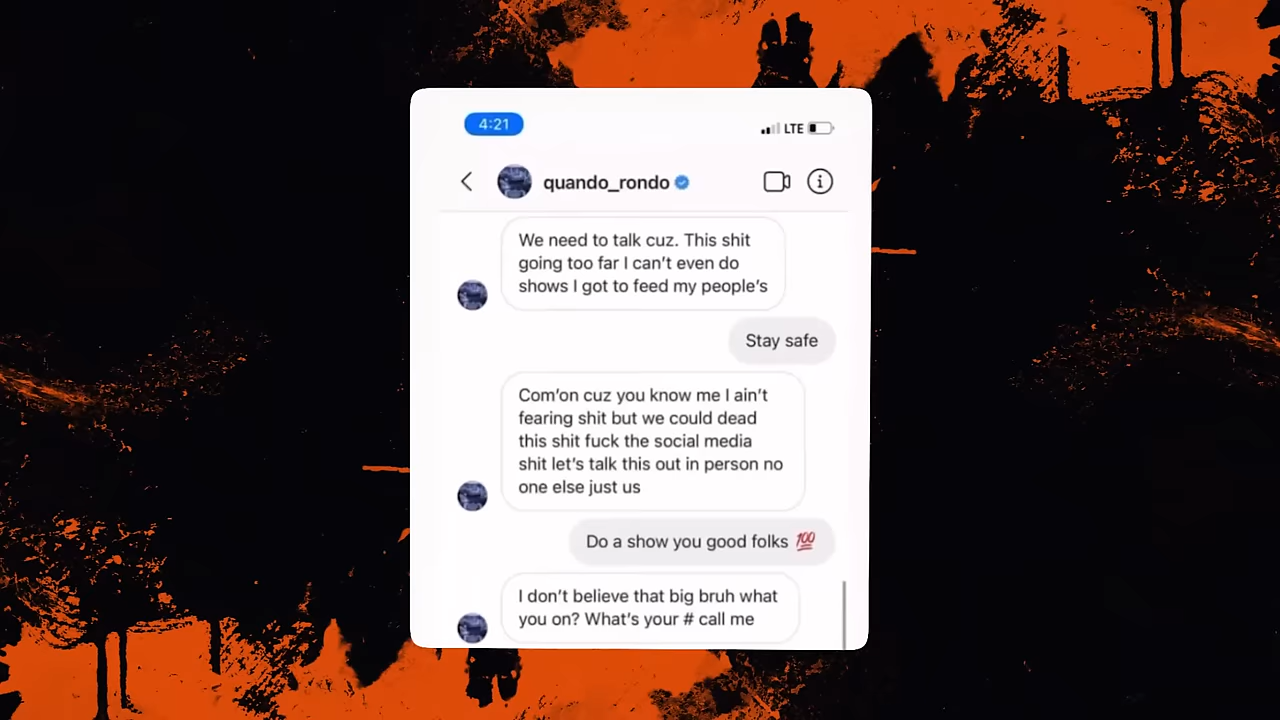 4:21
LTE
quando_rondo
We need to talk cuz. This shit
going too far I can’t even do
shows I got to feed my people’s
Stay safe
Com’on cuz you know me I ain’t
fearing shit but we could dead
this shit fuck the social media
shit let’s talk this out in person no
one else just us
Do a show you good folks 💯
I don’t believe that big bruh what
you on? What’s your # call me